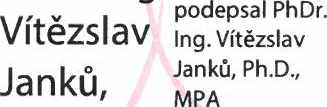 Vítězslav
Janků,
podepsal PhDr.
Ing. Vítězslav
Janků, Ph.D.,
MPA